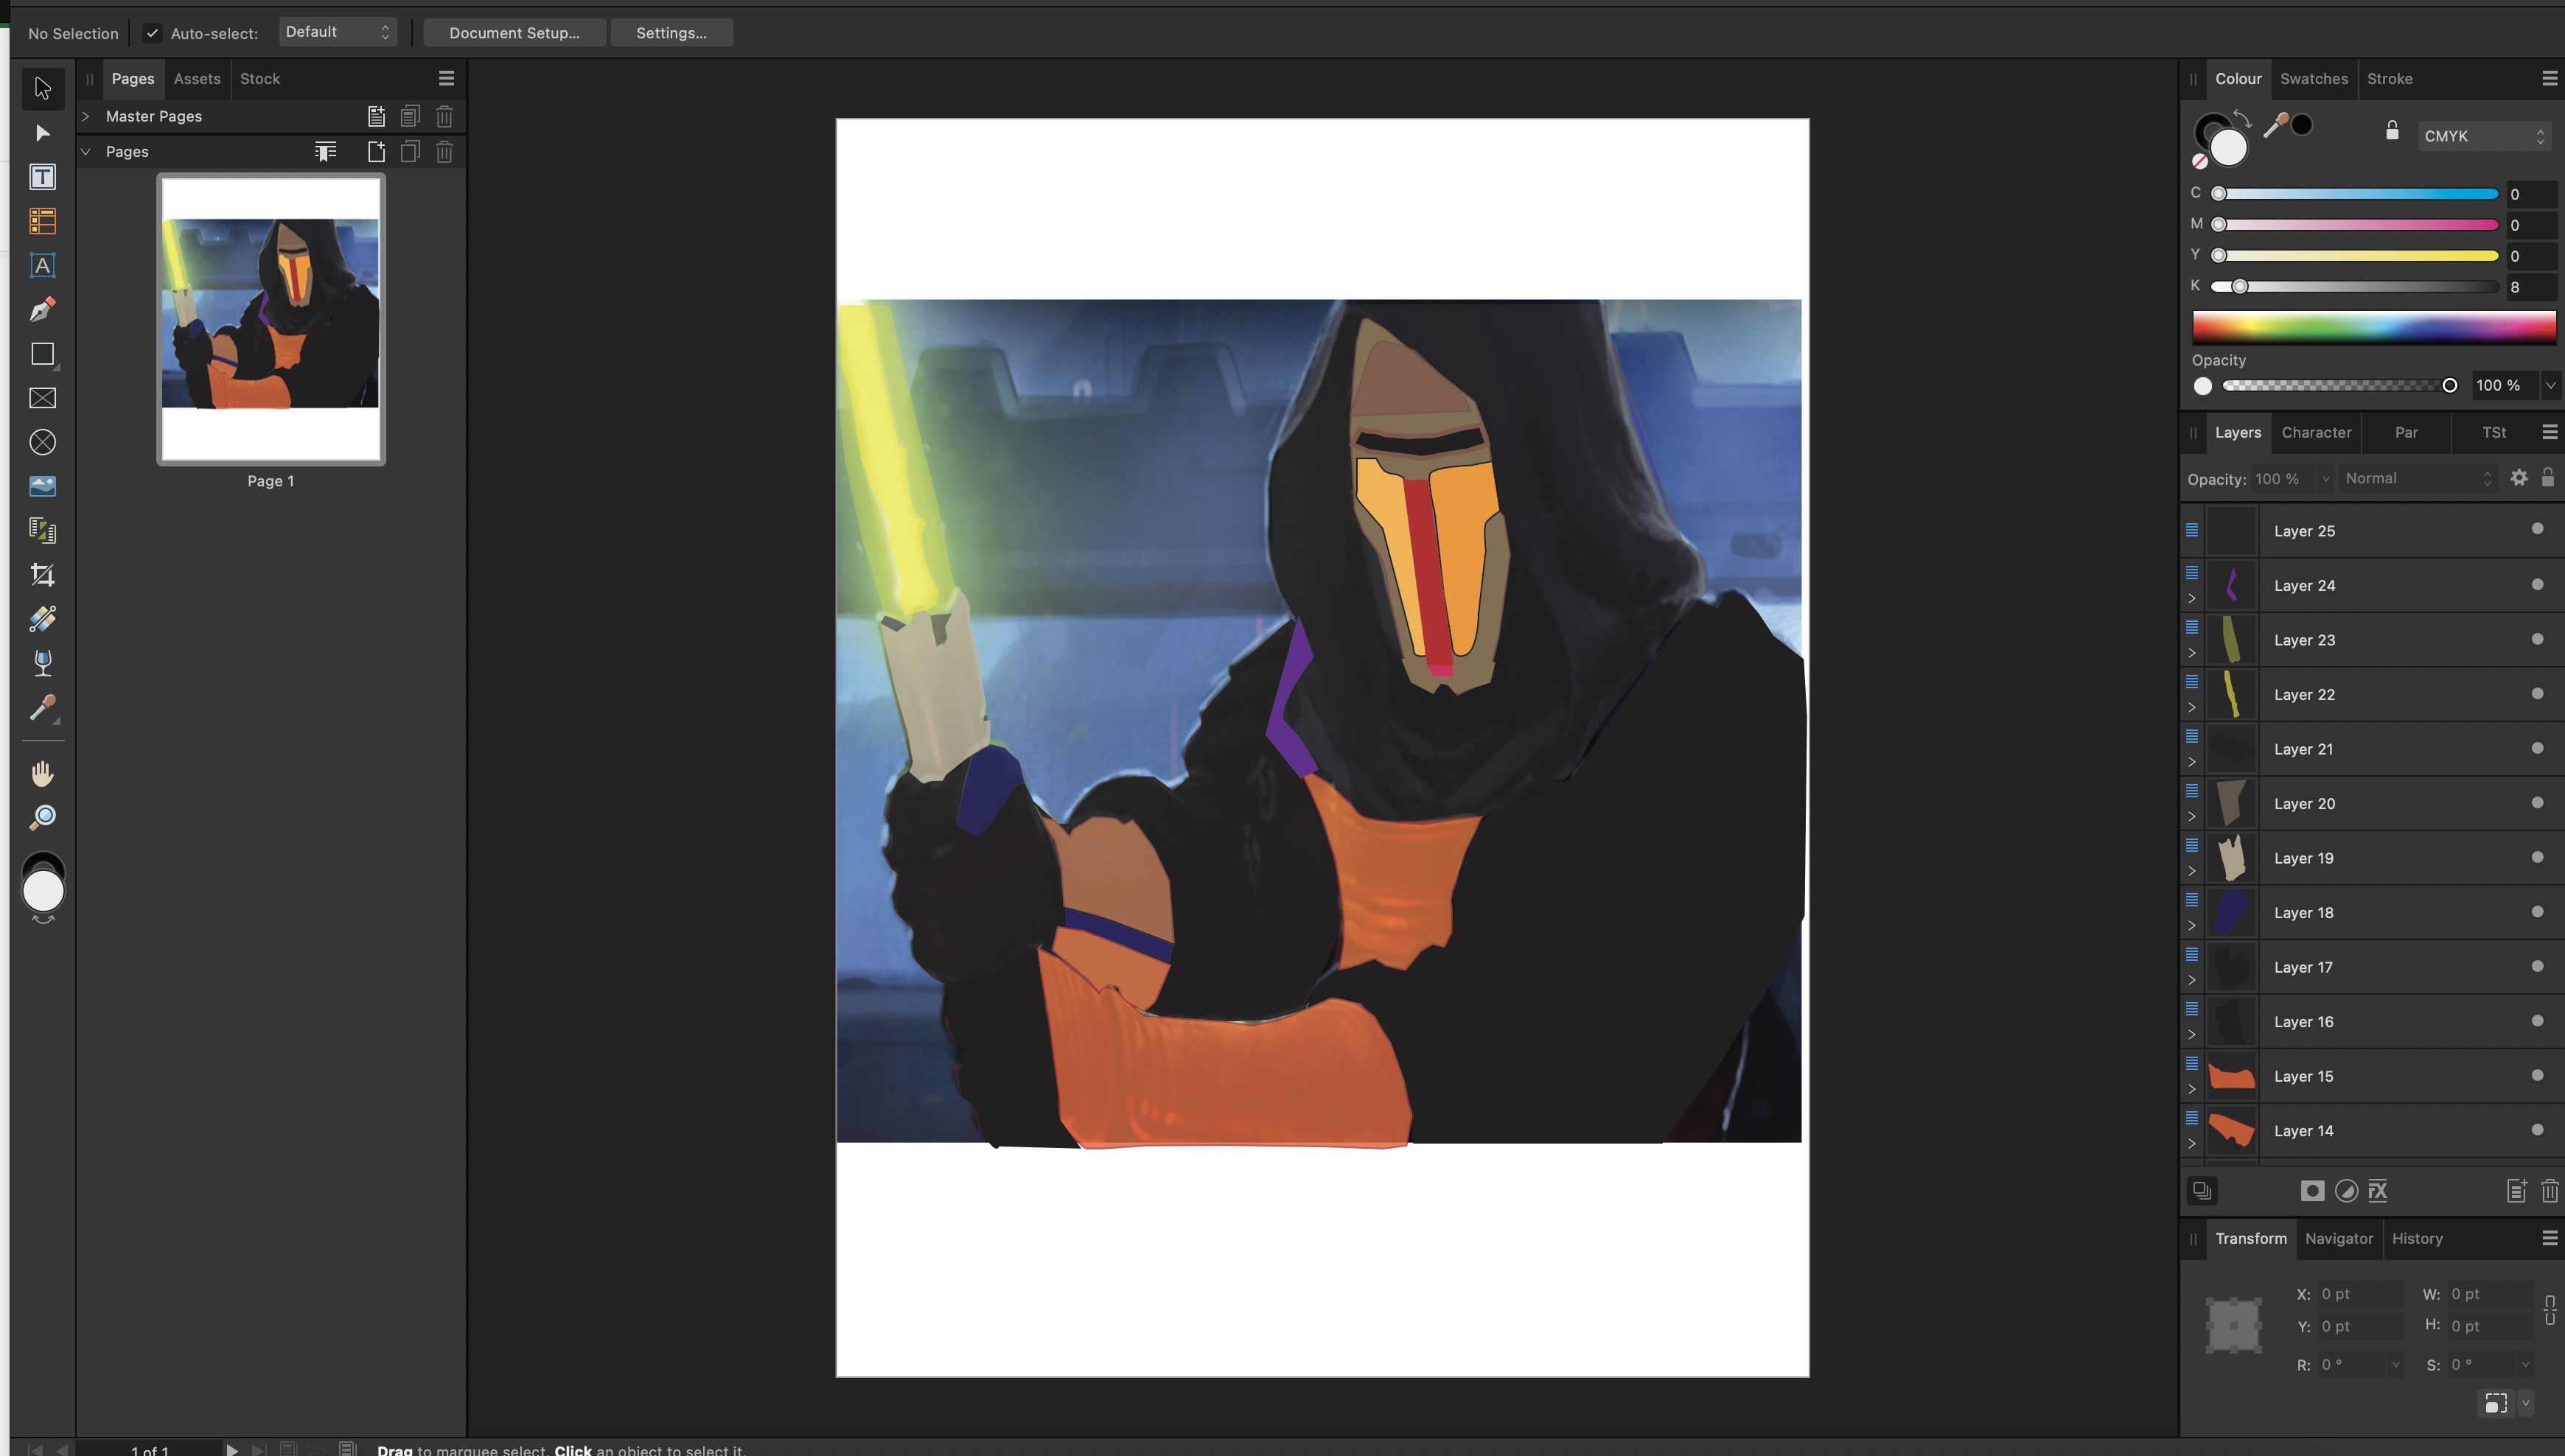 No Selection Auto-select: Default Document Setup... Settings...
Pages Assets Stock
Master Pages
Pages
Page 1
T
A
Colour Swatches Stroke
CMYK
C 0
M 0
Y 0
K 8
Opacity
100 %
Layers Character Par TSt
Opacity: 100 % Normal
Layer 25
Layer 24
Layer 23
Layer 22
Layer 21
Layer 20
Layer 19
Layer 18
Layer 17
Layer 16
Layer 15
Layer 14
FX
Transform Navigator History
X: 0 pt W: 0 pt
Y: 0 pt H: 0 pt
R: 0 ° S: 0 °
1 of 1 Drag to marquee select. Click an object to select it.